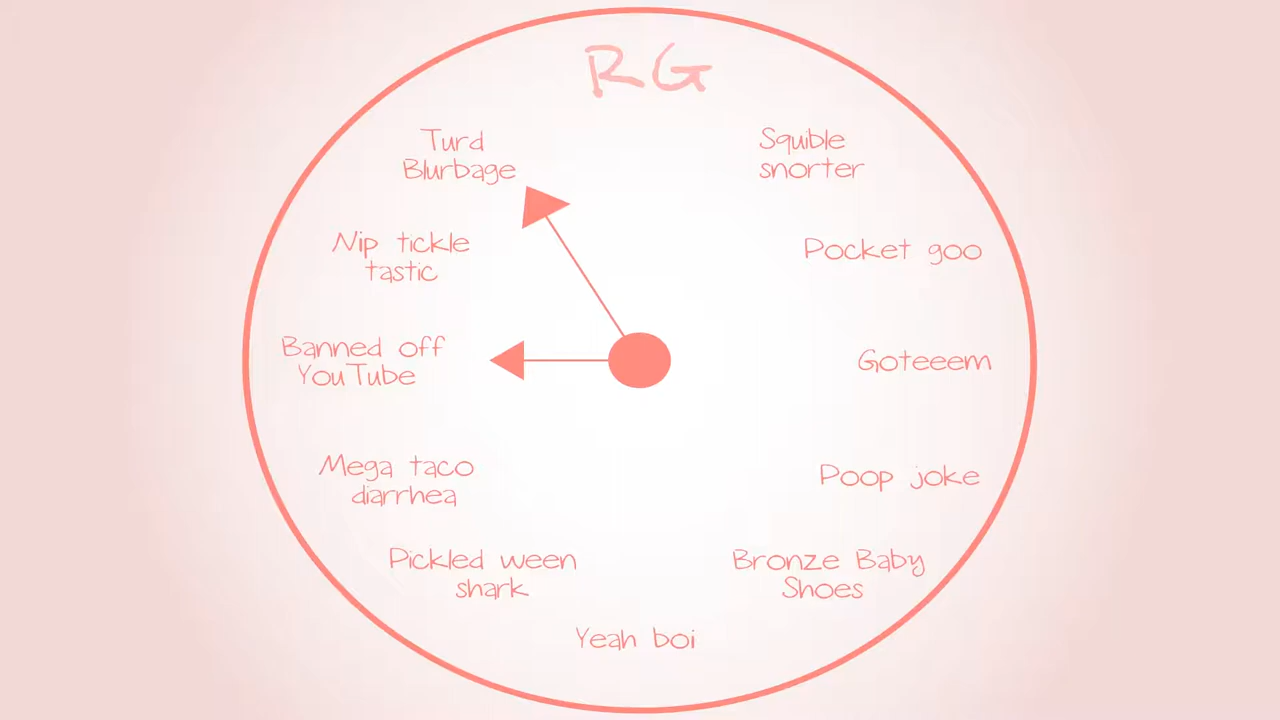 RG
Squible
snorter
Pocket goo
Goteeem
Poop joke
Bronze Baby
Shoes
Yeah boi
Pickled ween
shark
Mega taco
diarrhea
Banned off
YouTube
Nip tickle
tastic
Turd
Blurbage